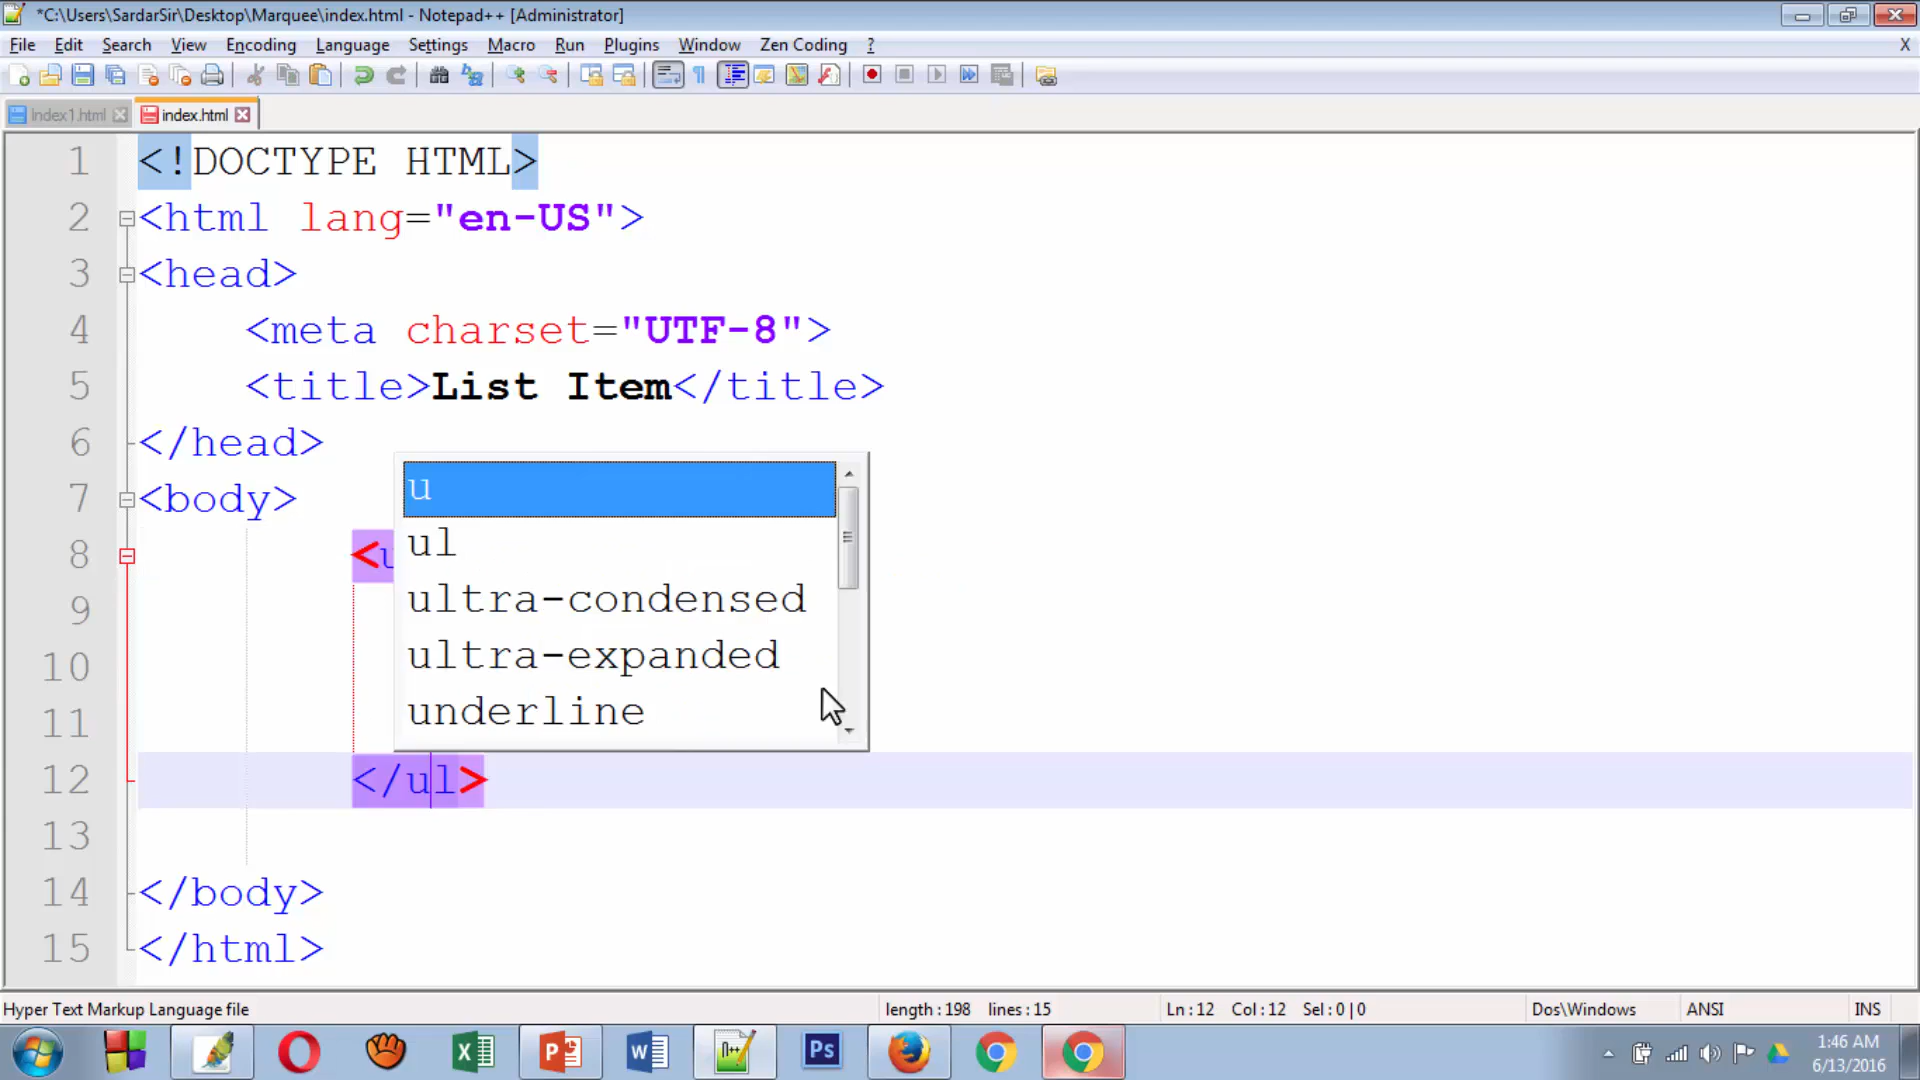 *C:\Users\SardarSir\Desktop\Marquee\index.html - Notepad++ [Administrator]
File Edit Search View Encoding Language Settings Macro Run Plugins Window Zen Coding ? X
Index1.html index.html
1 <!DOCTYPE HTML>
2 <html lang="en-US">
3 <head>
4 <meta charset="UTF-8">
5 <title>List Item</title>
6 </head>
7 <body>
8 <u
9
10
11
12 </ul>
13
14 </body>
15 </html>
u
ul
ultra-condensed
ultra-expanded
underline
Hyper Text Markup Language file length : 198 lines : 15 Ln : 12 Col : 12 Sel : 0 | 0 Dos\Windows ANSI INS
1:46 AM
6/13/2016